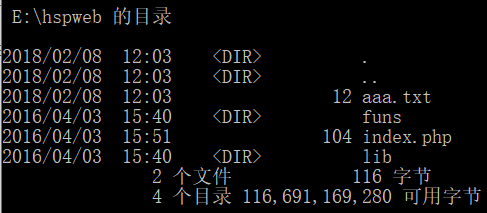 E:\hspweb 的目录
2018/02/08  12:03    <DIR>          .
2018/02/08  12:03    <DIR>          ..
2018/02/08  12:03                12 aaa.txt
2016/04/03  15:40    <DIR>          funs
2016/04/03  15:51               104 index.php
2016/04/03  15:40    <DIR>          lib
2 个文件            116 字节
4 个目录 116,691,169,280 可用字节